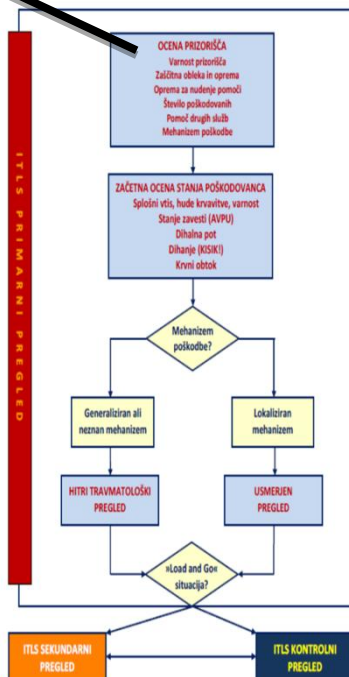 ITLS PRIMARNI PREGLED
OCENA PRIZORIŠČA
Varnost prizorišča
Zaščitna obleka in oprema
Oprema za nudenje pomoči
Število poškodovanih
Pomoč drugih služb
Mehanizem poškodbe
ZAČETNA OCENA STANJA POŠKODOVANCA
Splošni vtis, hude krvavitve, varnost
Stanje zavesti (AVPU)
Dihalna pot
Dihanje (KISIK!)
Krvni obtok
Mehanizem
poškodbe?
Generaliziran ali
neznan mehanizem
Lokaliziran
mehanizem
HITRI TRAVMATOLOŠKI
PREGLED
USMERJEN
PREGLED
»Load and Go«
situacija?
ITLS SEKUNDARNI
PREGLED
ITLS KONTROLNI
PREGLED